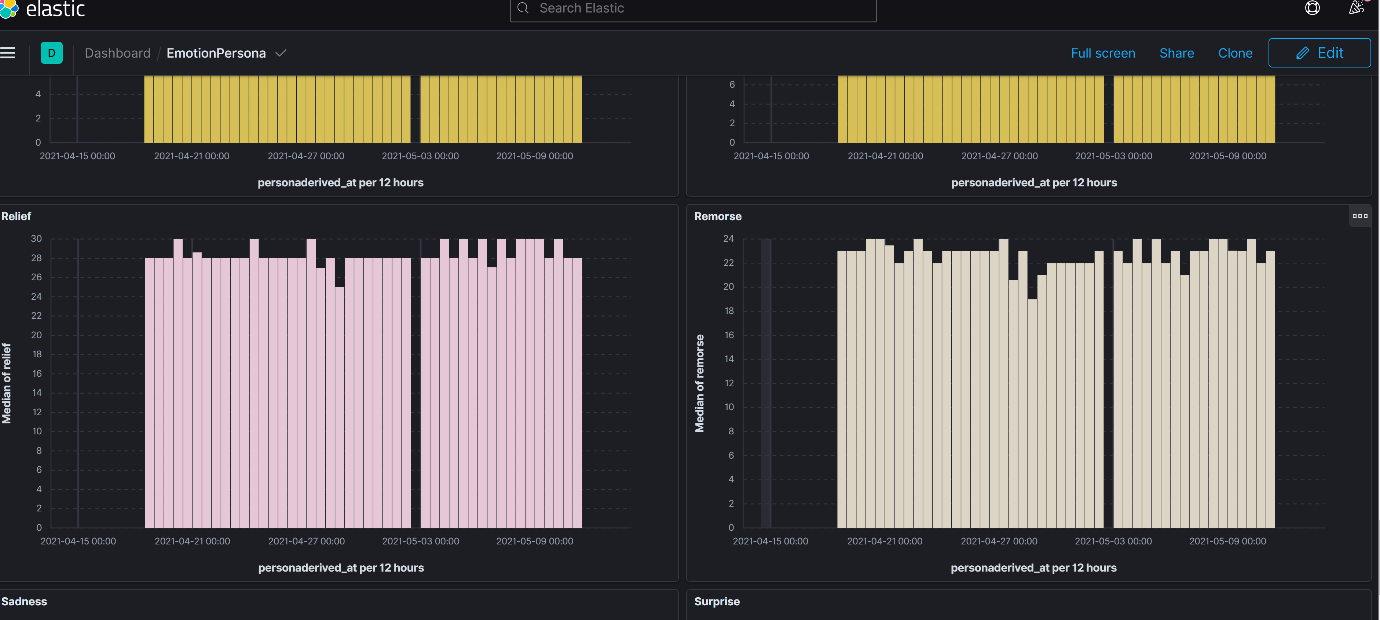 elastic
Search Elastic
D
Dashboard / EmotionPersona
Full screen
Share
Clone
Edit
4
2
0
2021-04-15 00:00 2021-04-21 00:00 2021-04-27 00:00 2021-05-03 00:00 2021-05-09 00:00
personaderived_at per 12 hours
6
4
2
0
2021-04-15 00:00 2021-04-21 00:00 2021-04-27 00:00 2021-05-03 00:00 2021-05-09 00:00
personaderived_at per 12 hours
Relief
Median of relief
30
28
26
24
22
20
18
16
14
12
10
8
6
4
2
0
2021-04-15 00:00 2021-04-21 00:00 2021-04-27 00:00 2021-05-03 00:00 2021-05-09 00:00
personaderived_at per 12 hours
Remorse
Median of remorse
24
22
20
18
16
14
12
10
8
6
4
2
0
2021-04-15 00:00 2021-04-21 00:00 2021-04-27 00:00 2021-05-03 00:00 2021-05-09 00:00
personaderived_at per 12 hours
Sadness
Surprise